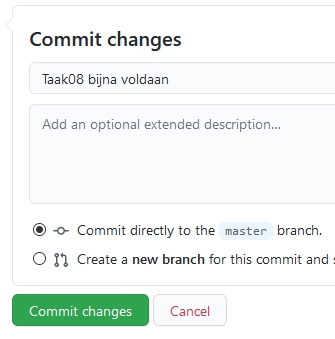 Commit changes
Taak08 bijna voldaan
Add an optional extended description...
Commit directly to the master branch.
Create a new branch for this commit and
Commit changes
Cancel